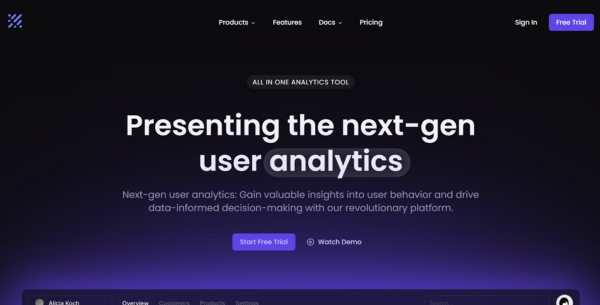 Products Features Docs Pricing Sign In Free Trial
ALL IN ONE ANALYTICS TOOL
Presenting the next-gen
user analytics
Next-gen user analytics: Gain valuable insights into user behavior and drive
data-informed decision-making with our revolutionary platform.
Start Free Trial Watch Demo
Alicia Koch Overview Customers Products Settings Search...